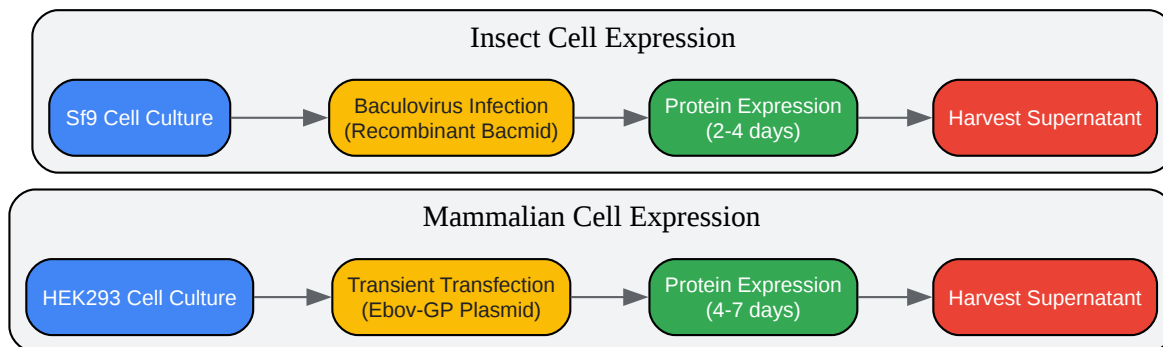 Insect Cell Expression
Sf9 Cell Culture
Baculovirus Infection
(Recombinant Bacmid)
Protein Expression
(2-4 days)
Harvest Supernatant
Mammalian Cell Expression
HEK293 Cell Culture
Transient Transfection
(Ebov-GP Plasmid)
Protein Expression
(4-7 days)
Harvest Supernatant